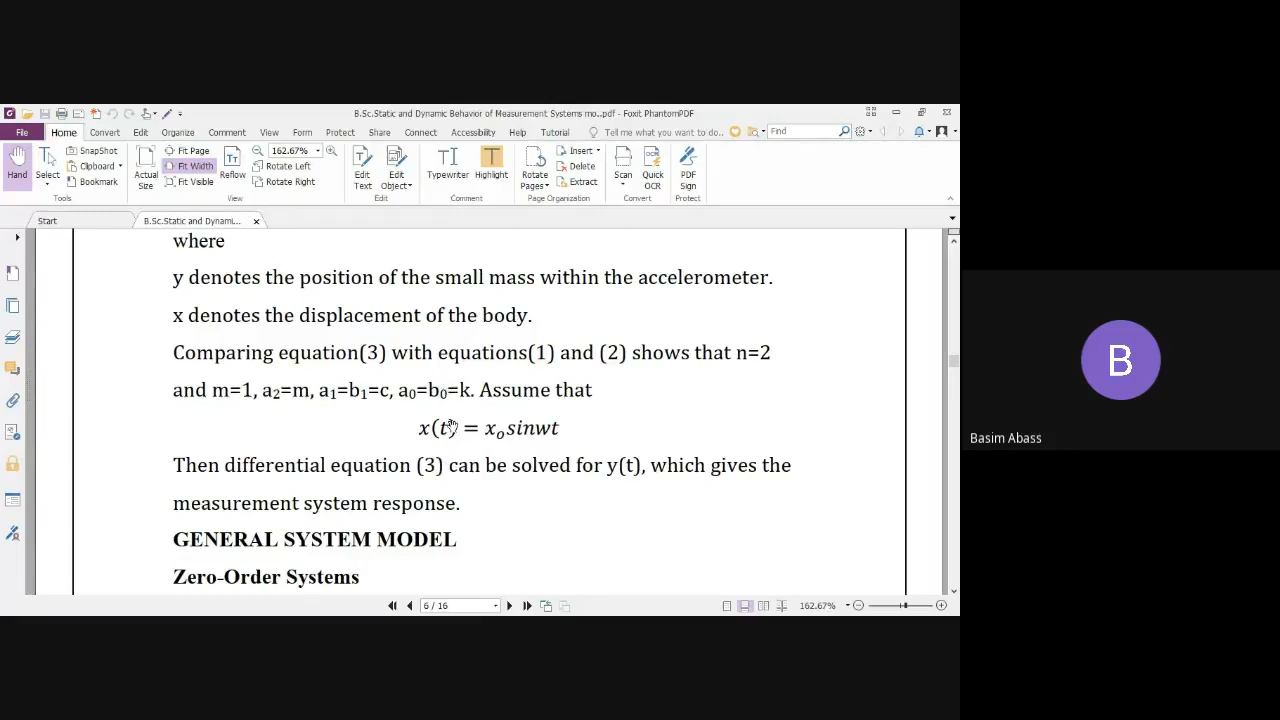 B.Sc.Static and Dynamic Behavior of Measurement Systems mo..pdf - Foxit PhantomPDF
File Home Convert Edit Organize Comment View Form Protect Share Connect Accessibility Help Tutorial Tell me what you want to do.. Find
Hand
Select
SnapShot
Clipboard
Bookmark
Tools
Actual Size
Fit Page
Fit Width
Fit Visible
Reflow
162.67%
Rotate Left
Rotate Right
View
Edit Text
Edit Object
Edit
Typewriter
Highlight
Comment
Rotate Pages
Insert
Delete
Extract
Page Organization
Scan
Quick OCR
Convert
PDF Sign
Protect
Start
B.Sc.Static and Dynami...
where
y denotes the position of the small mass within the accelerometer.
x denotes the displacement of the body.
Comparing equation(3) with equations(1) and (2) shows that n=2
and m=1, a₂=m, a₁=b₁=c, a₀=b₀=k. Assume that
x(t) = xₒsinwt
Then differential equation (3) can be solved for y(t), which gives the
measurement system response.
GENERAL SYSTEM MODEL
Zero-Order Systems
6 / 16
162.67%
B
Basim Abass